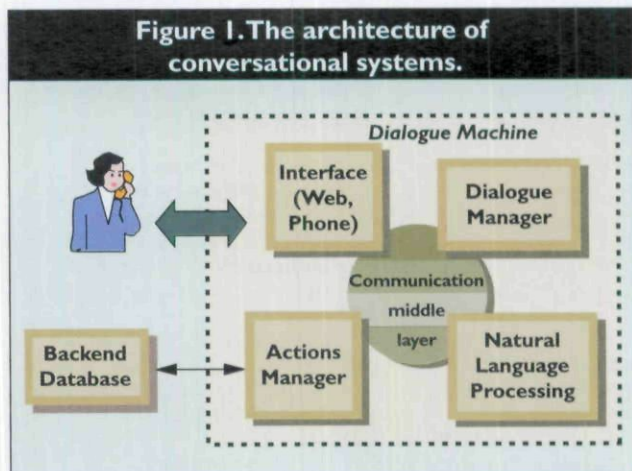 Figure 1.The architecture of
conversational systems.
Dialogue Machine
Interface
(Web,
Phone)
Dialogue
Manager
Communication
middle
layer
Backend
Database
Actions
Manager
Natural
Language
Processing